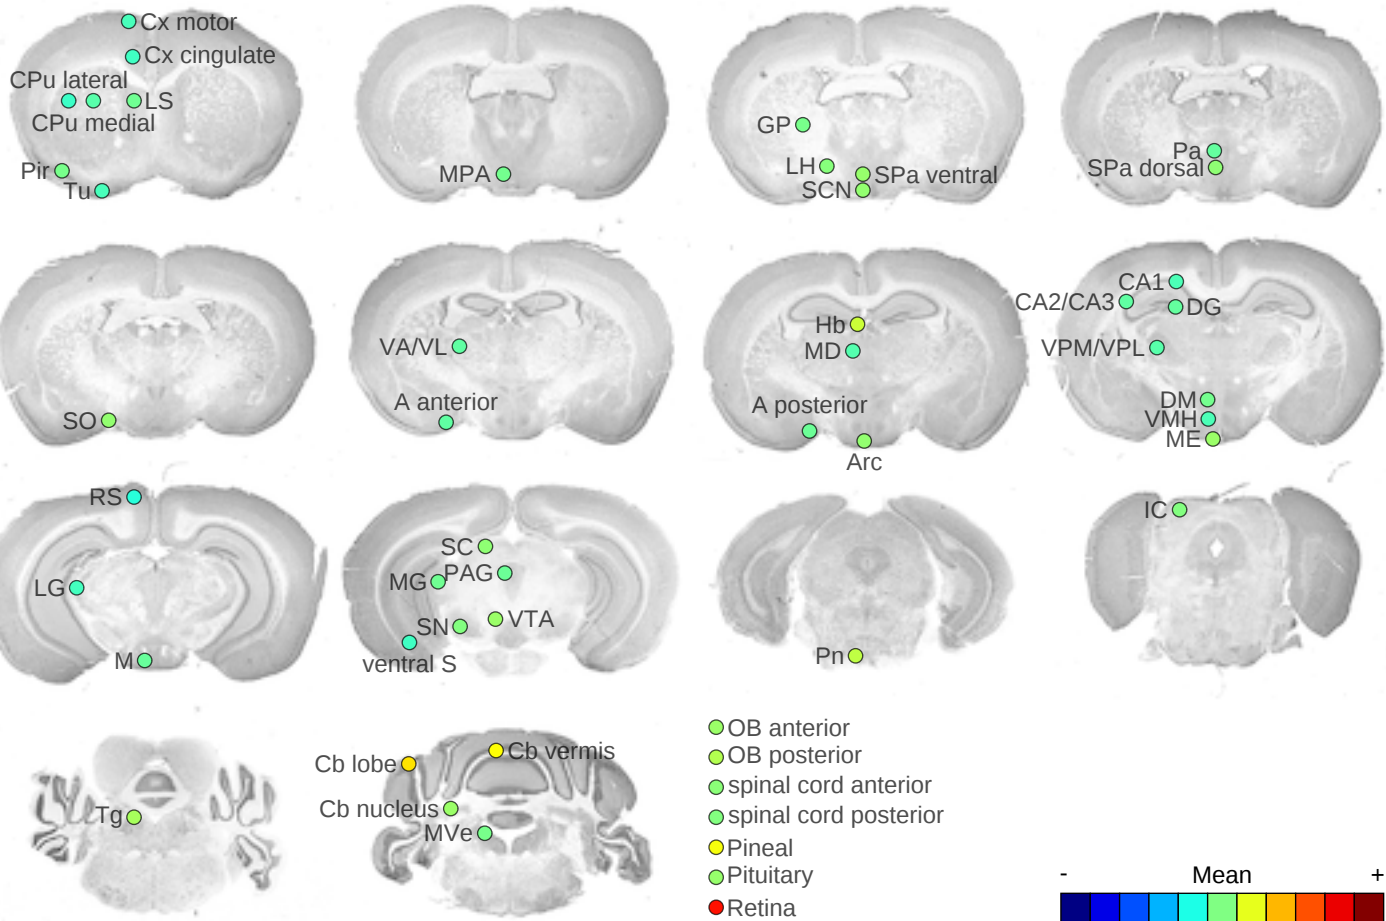 Cx motor
Cx cingulate
CPu lateral
LS
CPu medial
Pir
Tu
MPA
GP
LH
SPa ventral
SCN
Pa
SPa dorsal
SO
VA/VL
A anterior
Hb
MD
A posterior
Arc
CA1
CA2/CA3
DG
VPM/VPL
DM
VMH
ME
RS
LG
M
SC
MG
PAG
SN
VTA
ventral S
Pn
IC
Tg
Cb lobe
Cb vermis
Cb nucleus
MVe
OB anterior
OB posterior
spinal cord anterior
spinal cord posterior
Pineal
Pituitary
Retina
- Mean +